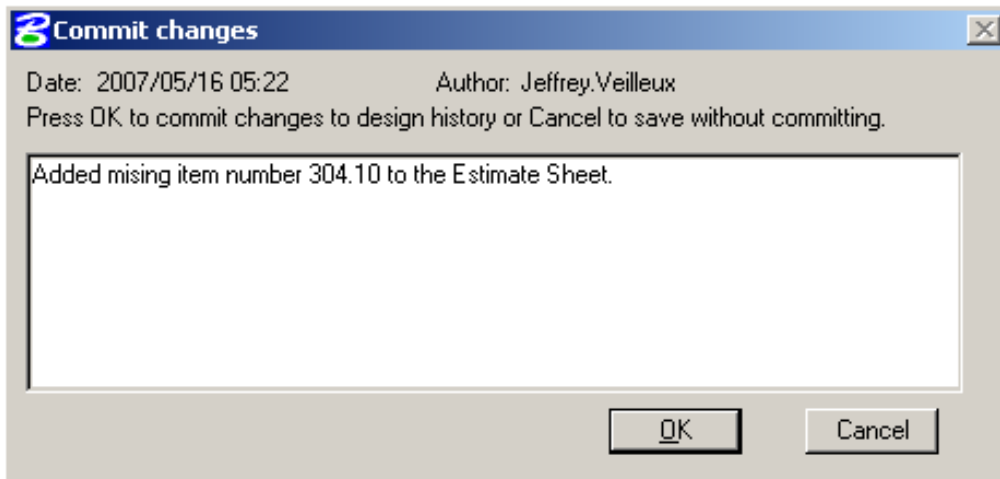 Commit changes
Date: 2007/05/16 05:22 Author: Jeffrey.Veilleux
Press OK to commit changes to design history or Cancel to save without committing.
Added mising item number 304.10 to the Estimate Sheet.
OK Cancel